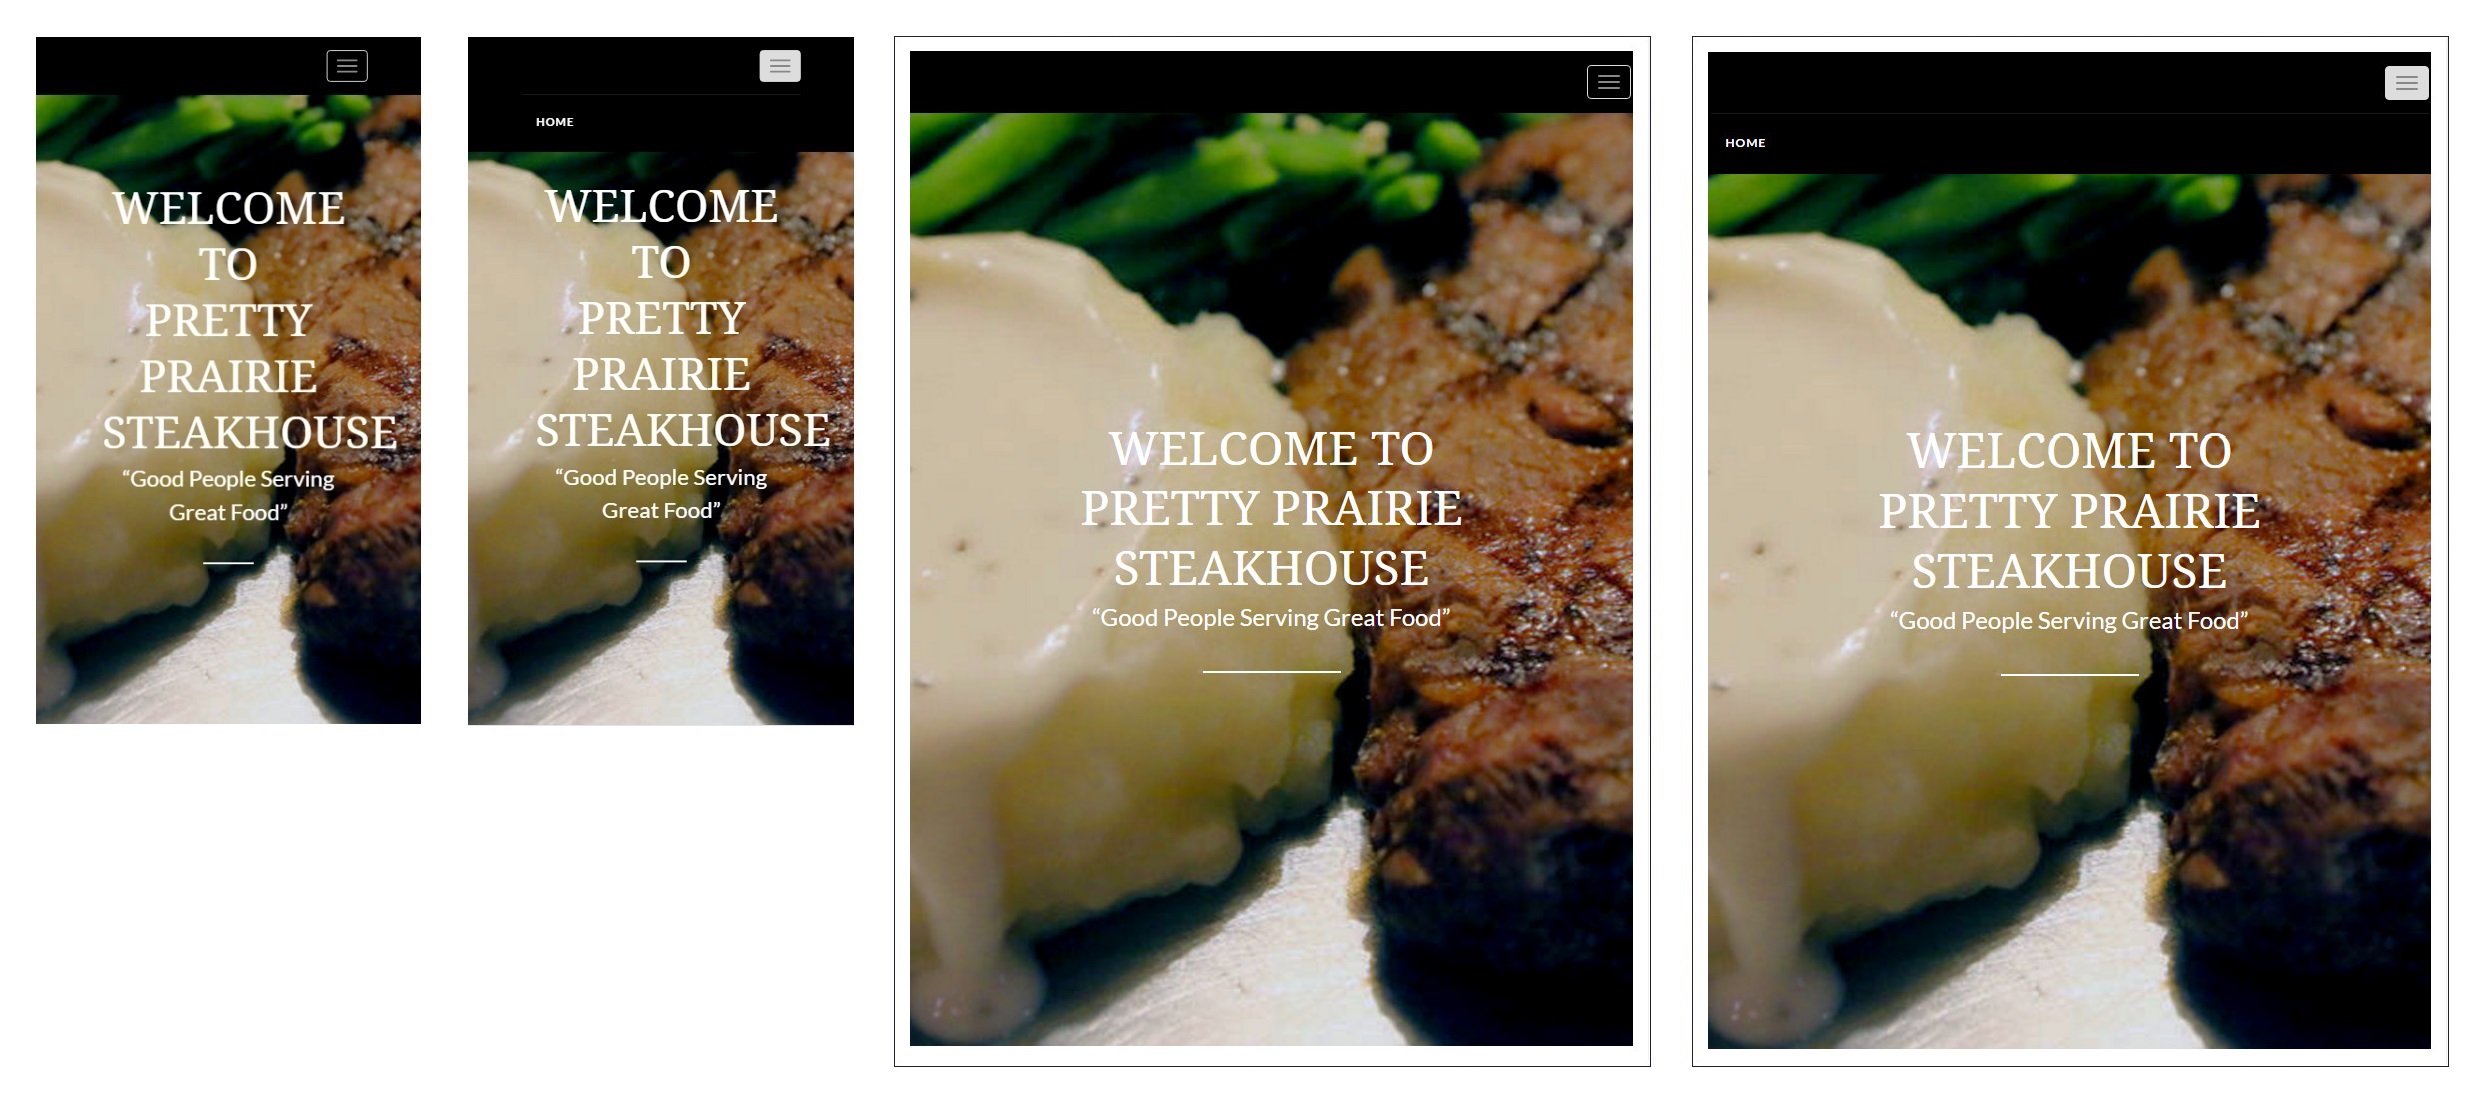 WELCOME
TO
PRETTY
PRAIRIE
STEAKHOUSE
“Good People Serving
Great Food”
HOME
WELCOME
TO
PRETTY
PRAIRIE
STEAKHOUSE
“Good People Serving
Great Food”
WELCOME TO
PRETTY PRAIRIE
STEAKHOUSE
“Good People Serving Great Food”
HOME
WELCOME TO
PRETTY PRAIRIE
STEAKHOUSE
“Good People Serving Great Food”